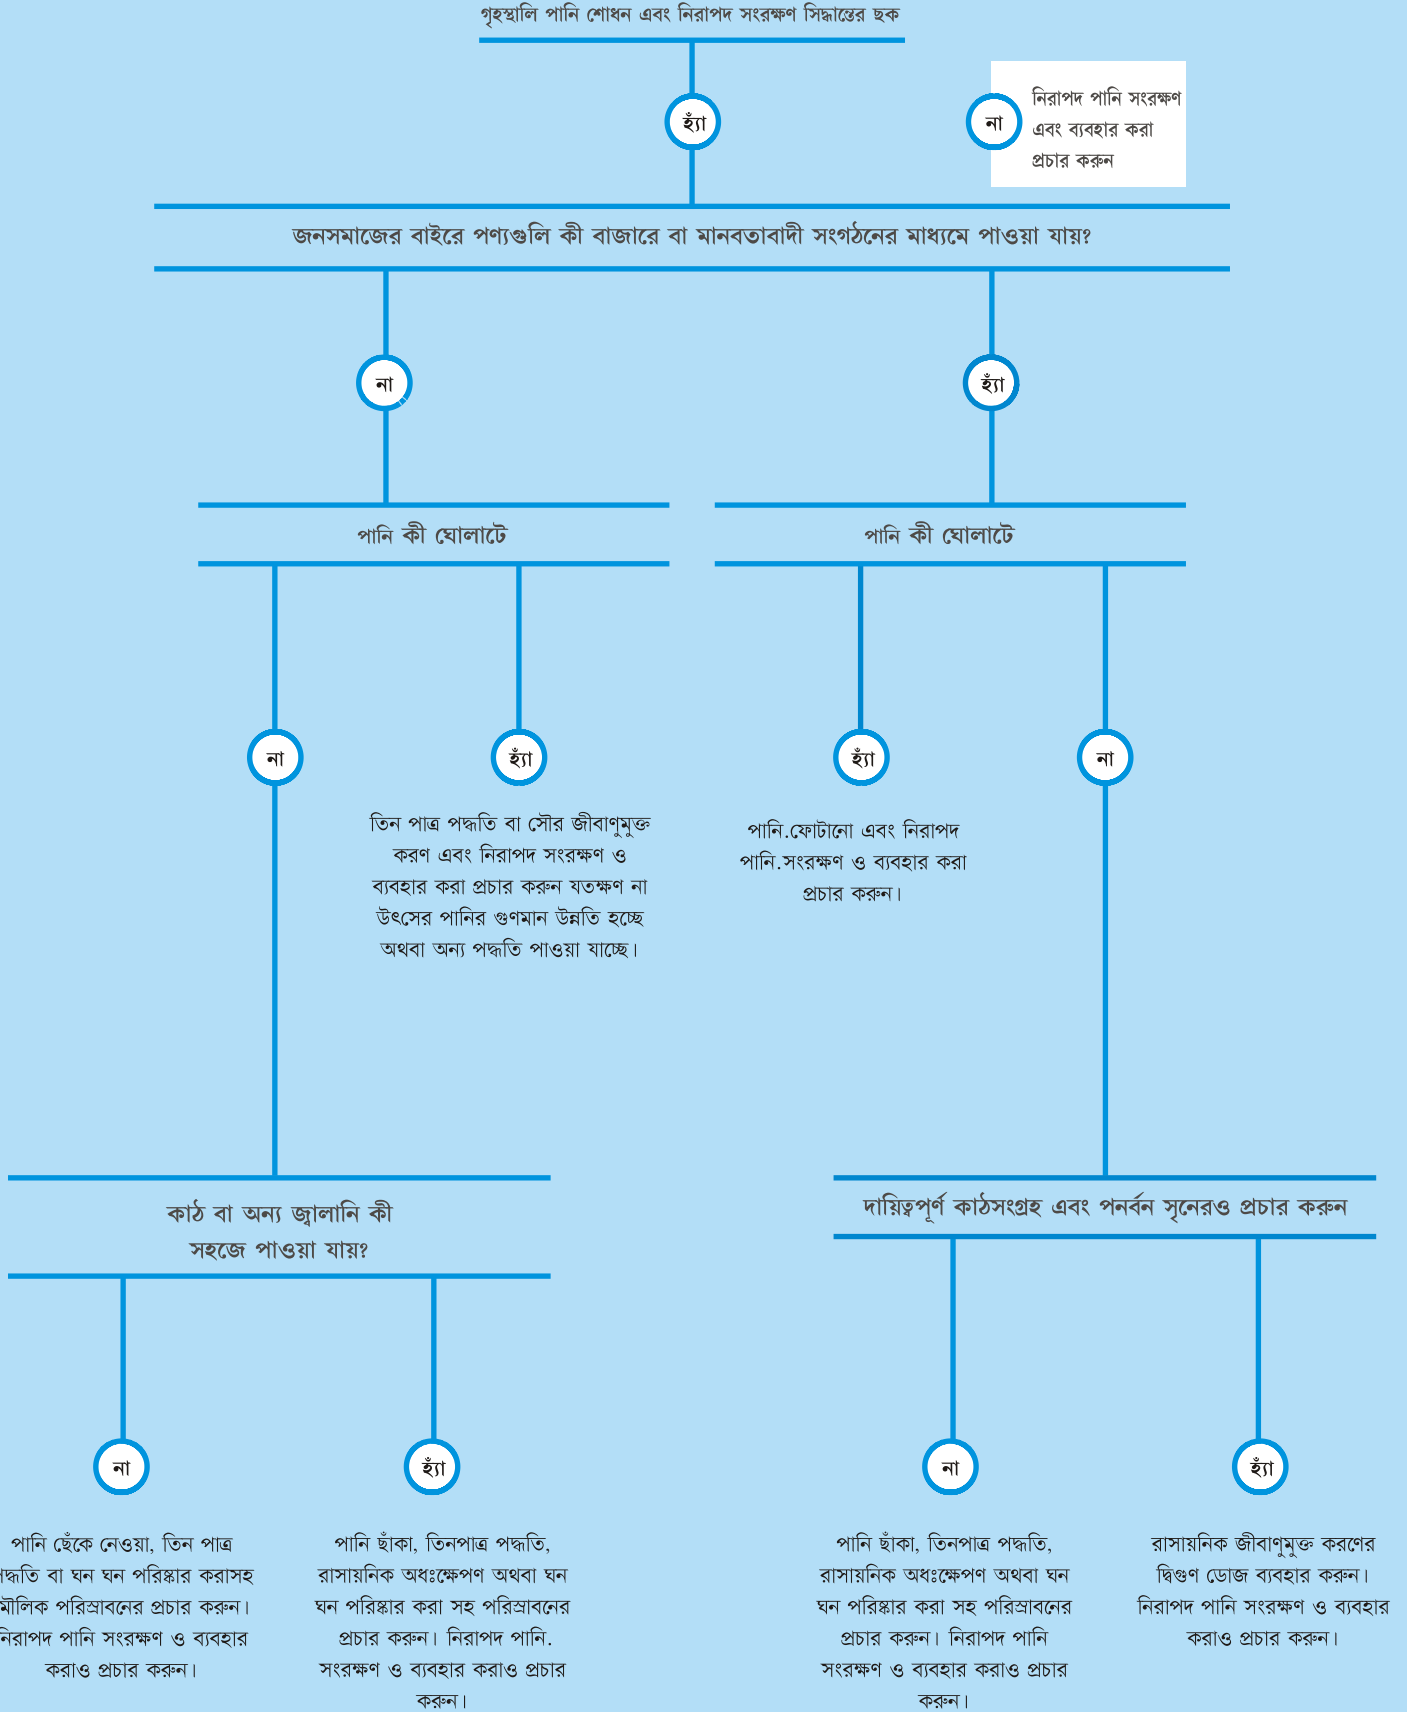 গৃহস্থালি পানি শোধন এবং নিরাপদ সংরক্ষণ সিদ্ধান্তের ছক
হ্যাঁ
না
নিরাপদ পানি সংরক্ষণ
এবং ব্যবহার করা
প্রচার করুন
জনসমাজের বাইরে পণ্যগুলি কী বাজারে বা মানবতাবাদী সংগঠনের মাধ্যমে পাওয়া যায়?
না
হ্যাঁ
পানি কী ঘোলাটে
পানি কী ঘোলাটে
না
হ্যাঁ
হ্যাঁ
না
তিন পাত্র পদ্ধতি বা সৌর জীবাণুমুক্ত
করণ এবং নিরাপদ সংরক্ষণ ও
ব্যবহার করা প্রচার করুন যতক্ষণ না
উৎসের পানির গুণমান উন্নতি হচ্ছে
অথবা অন্য পদ্ধতি পাওয়া যাচ্ছে।
পানি.ফোটানো এবং নিরাপদ
পানি.সংরক্ষণ ও ব্যবহার করা
প্রচার করুন।
কাঠ বা অন্য জ্বালানি কী
সহজে পাওয়া যায়?
দায়িত্বপূর্ণ কাঠসংগ্রহ এবং পনর্বন সৃনেরও প্রচার করুন
না
হ্যাঁ
না
হ্যাঁ
পানি ছেঁকে নেওয়া, তিন পাত্র
পদ্ধতি বা ঘন ঘন পরিষ্কার করাসহ
মৌলিক পরিস্রাবনের প্রচার করুন।
নিরাপদ পানি সংরক্ষণ ও ব্যবহার
করাও প্রচার করুন।
পানি ছাঁকা, তিনপাত্র পদ্ধতি,
রাসায়নিক অধঃক্ষেপণ অথবা ঘন
ঘন পরিষ্কার করা সহ পরিস্রাবনের
প্রচার করুন। নিরাপদ পানি.
সংরক্ষণ ও ব্যবহার করাও প্রচার
করুন।
পানি ছাঁকা, তিনপাত্র পদ্ধতি,
রাসায়নিক অধঃক্ষেপণ অথবা ঘন
ঘন পরিষ্কার করা সহ পরিস্রাবনের
প্রচার করুন। নিরাপদ পানি
সংরক্ষণ ও ব্যবহার করাও প্রচার
করুন।
রাসায়নিক জীবাণুমুক্ত করণের
দ্বিগুণ ডোজ ব্যবহার করুন।
নিরাপদ পানি সংরক্ষণ ও ব্যবহার
করাও প্রচার করুন।